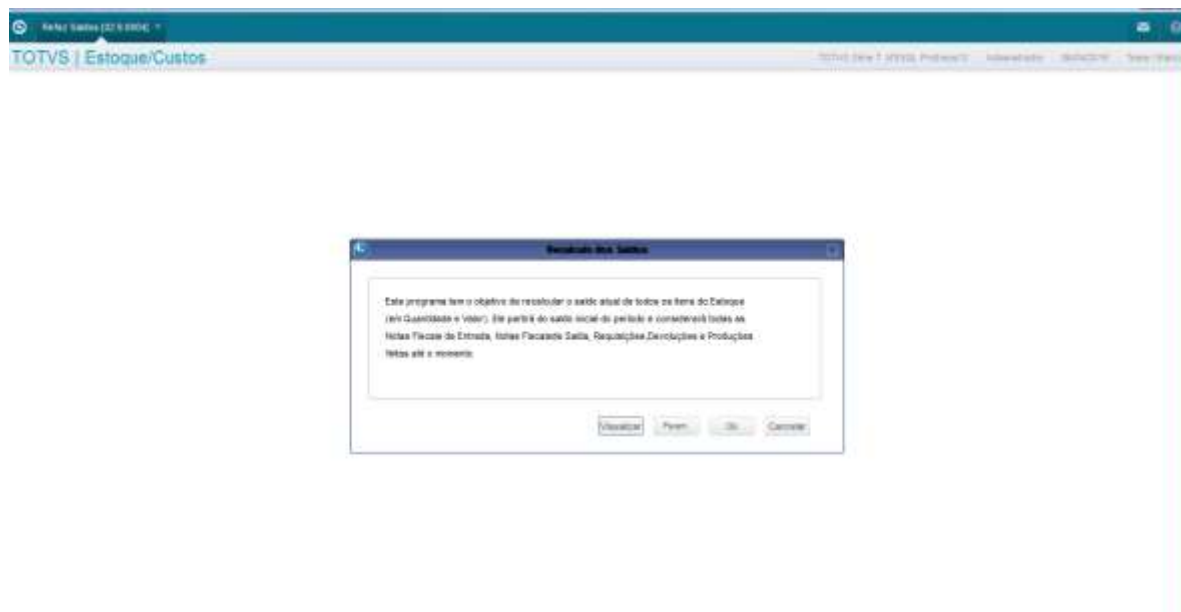 Refaz Saldos
TOTVS | Estoque/Custos
Recalculo dos Saldos
Este programa tem o objetivo de recalcular o saldo atual de todos os itens do Estoque
(em Quantidade e Valor). Ele partirá do saldo inicial do período e considerará todas as
Notas Fiscais de Entrada, Notas Fiscais de Saída, Requisições, Devoluções e Produções
feitas até o momento.
Visualizar Param. Ok Cancelar